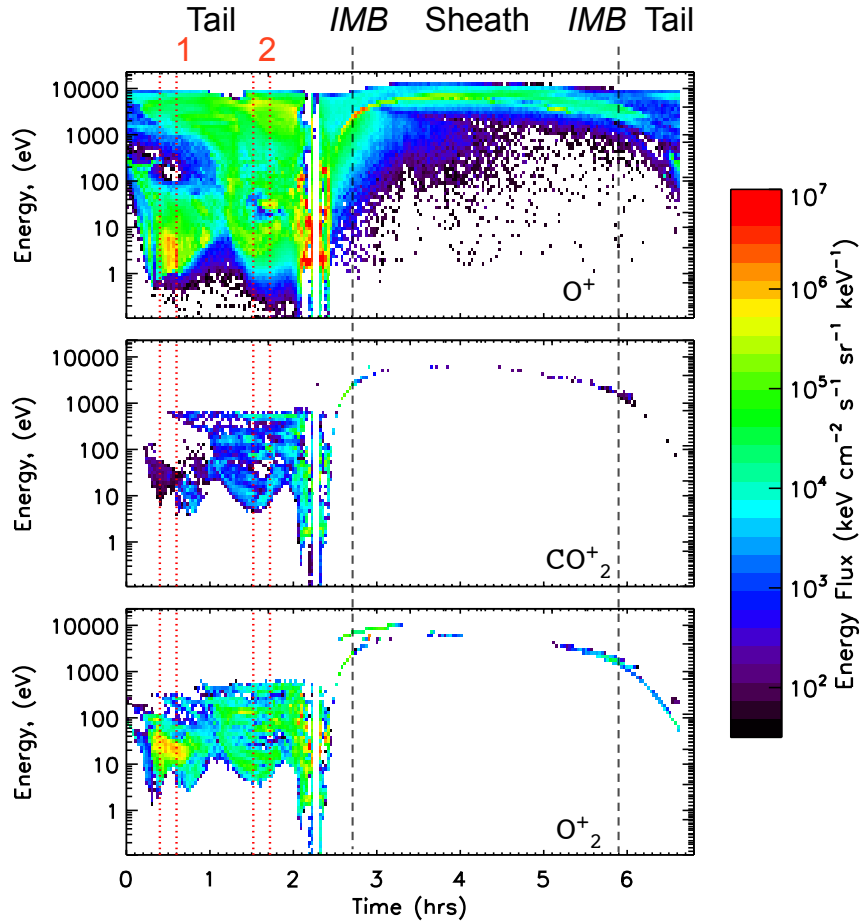 Tail IMB Sheath IMB Tail
1 2
10000
1000
100
10
1
Energy, (eV)
O⁺
10000
1000
100
10
1
Energy, (eV)
CO⁺₂
10000
1000
100
10
1
Energy, (eV)
O⁺₂
0 1 2 3 4 5 6
Time (hrs)
10⁷
10⁶
10⁵
10⁴
10³
10²
Energy Flux (keV cm⁻² s⁻¹ sr⁻¹ keV⁻¹)